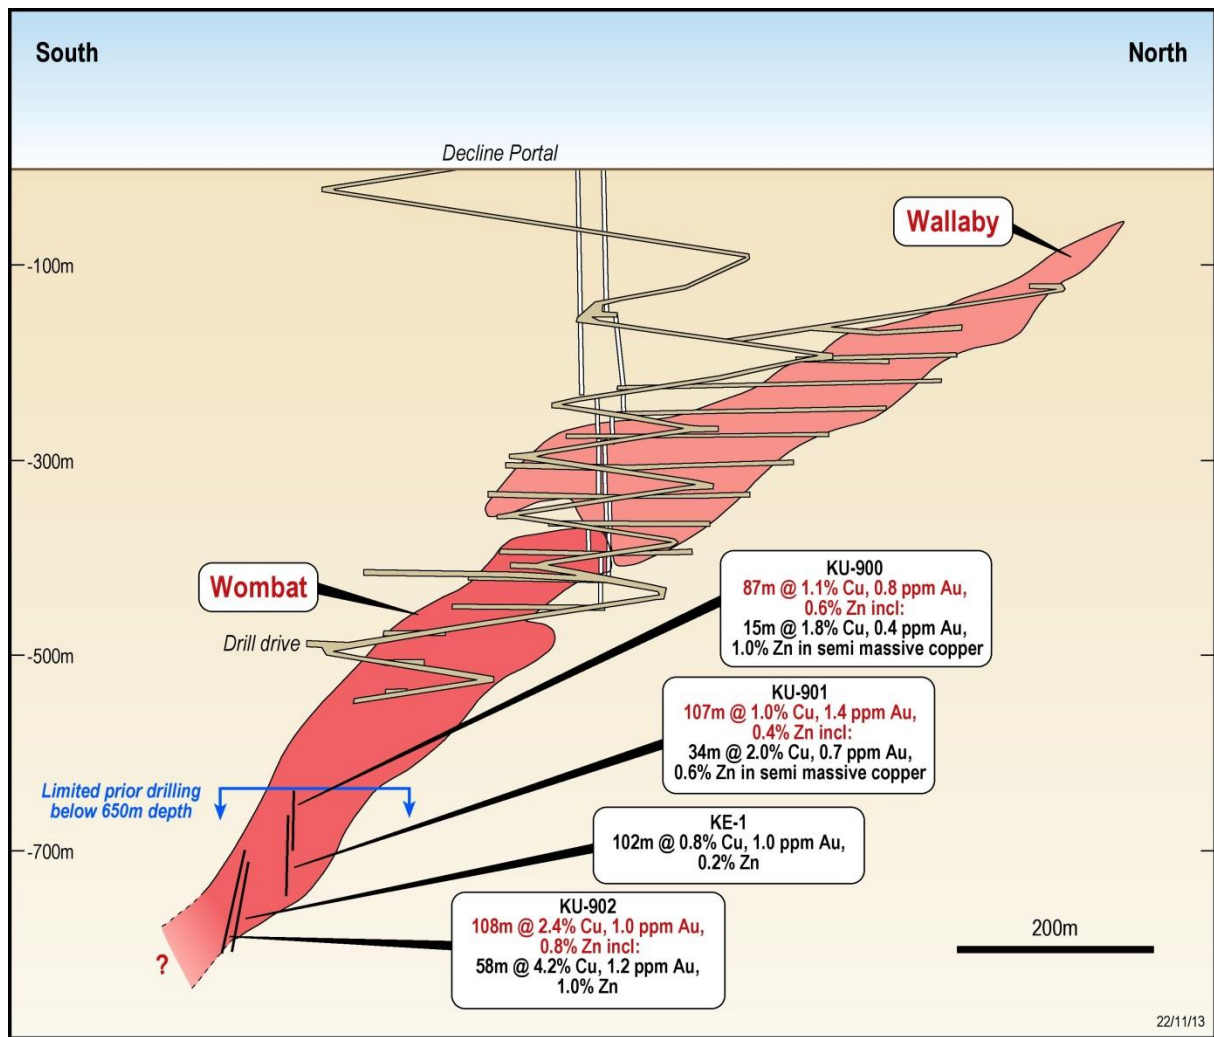 South
North
Decline Portal
Wallaby
-100m
-300m
Wombat
KU-900
87m @ 1.1% Cu, 0.8 ppm Au,
0.6% Zn incl:
15m @ 1.8% Cu, 0.4 ppm Au,
1.0% Zn in semi massive copper
Drill drive
-500m
KU-901
107m @ 1.0% Cu, 1.4 ppm Au,
0.4% Zn incl:
34m @ 2.0% Cu, 0.7 ppm Au,
0.6% Zn in semi massive copper
Limited prior drilling
below 650m depth
KE-1
102m @ 0.8% Cu, 1.0 ppm Au,
0.2% Zn
-700m
KU-902
108m @ 2.4% Cu, 1.0 ppm Au,
0.8% Zn incl:
58m @ 4.2% Cu, 1.2 ppm Au,
1.0% Zn
200m
?
22/11/13